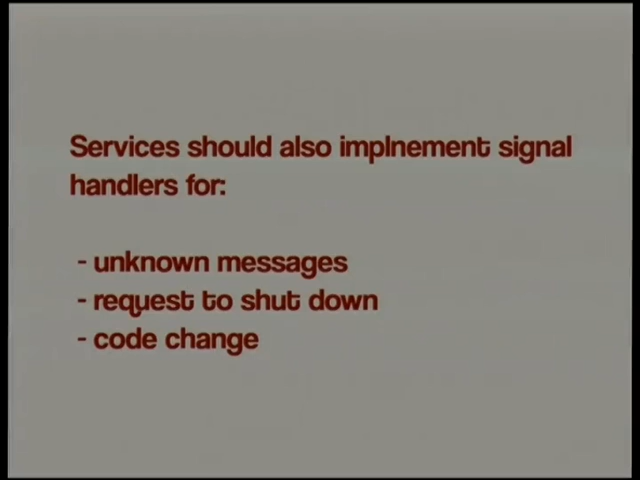 Services should also implnement signal
handlers for:
- unknown messages
- request to shut down
- code change